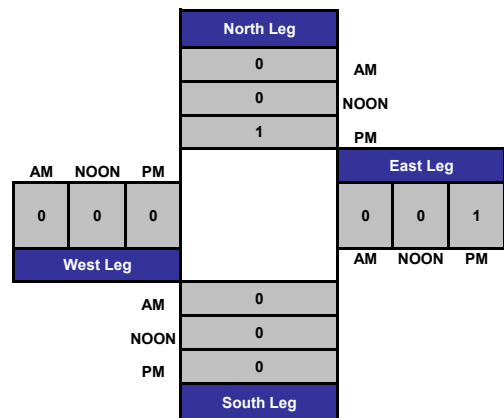 North Leg
0 AM
0 NOON
1 PM
AM NOON PM East Leg
0 0 0 0 0 1
West Leg AM NOON PM
AM 0
NOON 0
PM 0
South Leg